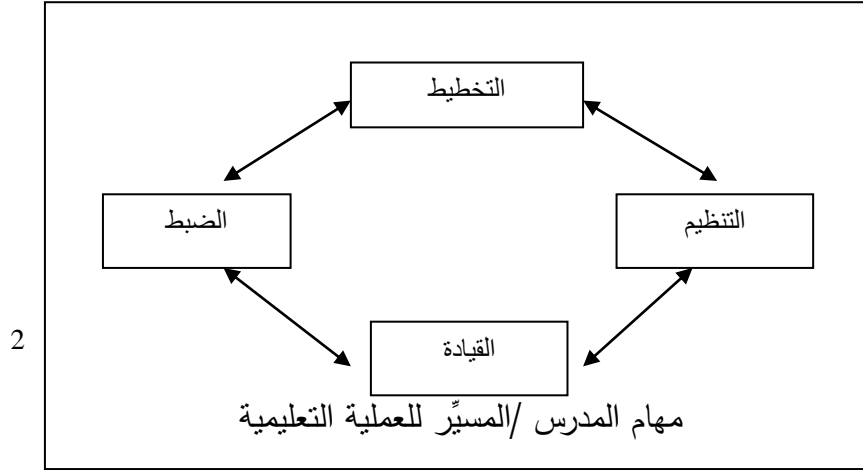 التخطيط
الضبط
التنظيم
القيادة
2
مهام المدرس /المسيِّر للعملية التعليمية